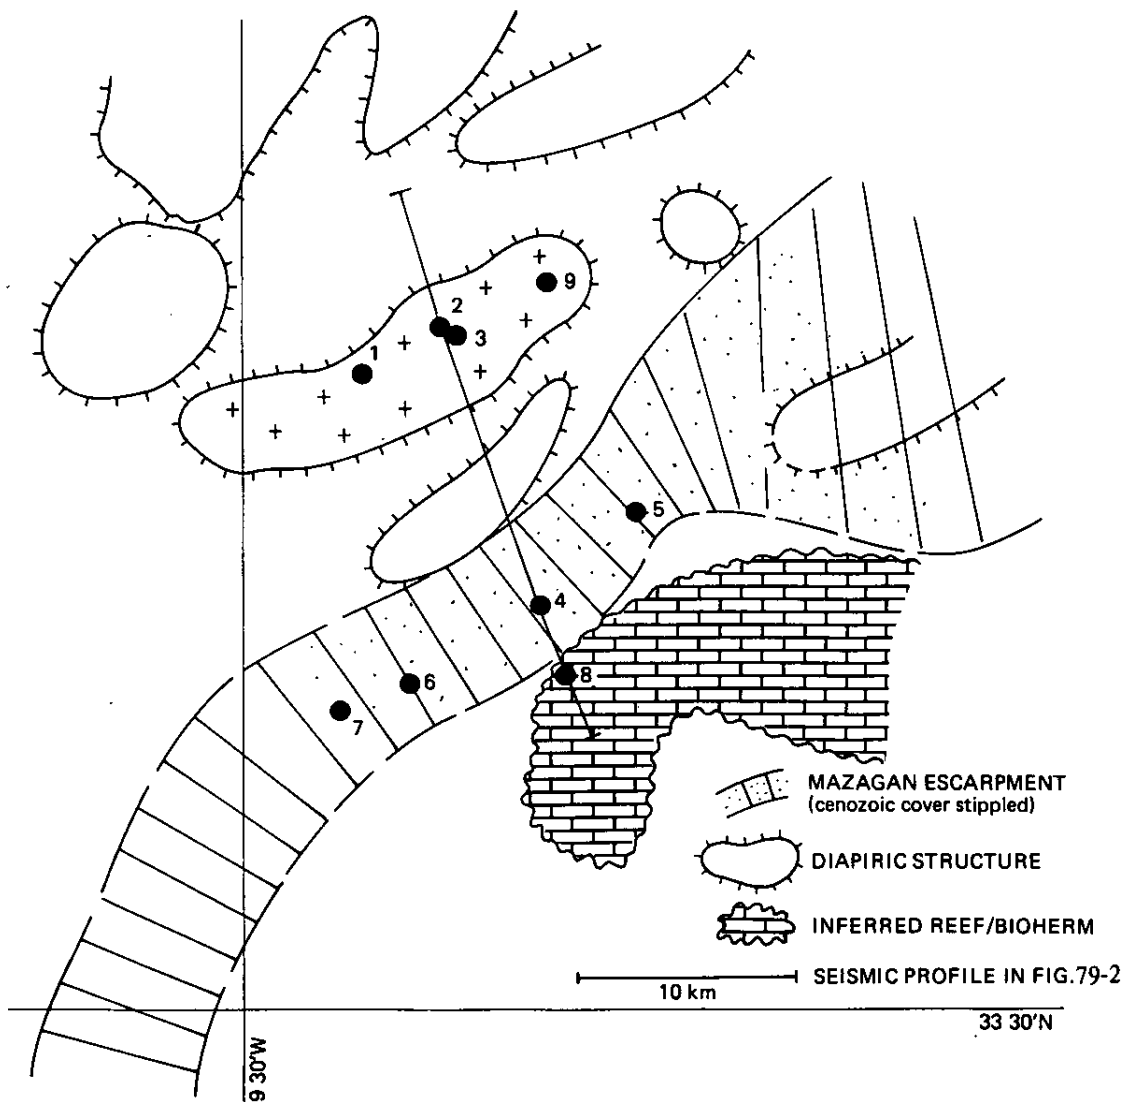 9
2
3
1
5
4
8
6
7
MAZAGAN ESCARPMENT
(cenozoic cover stippled)
DIAPIRIC STRUCTURE
INFERRED REEF/BIOHERM
SEISMIC PROFILE IN FIG.79-2
10 km
33 30'N
9 30'W